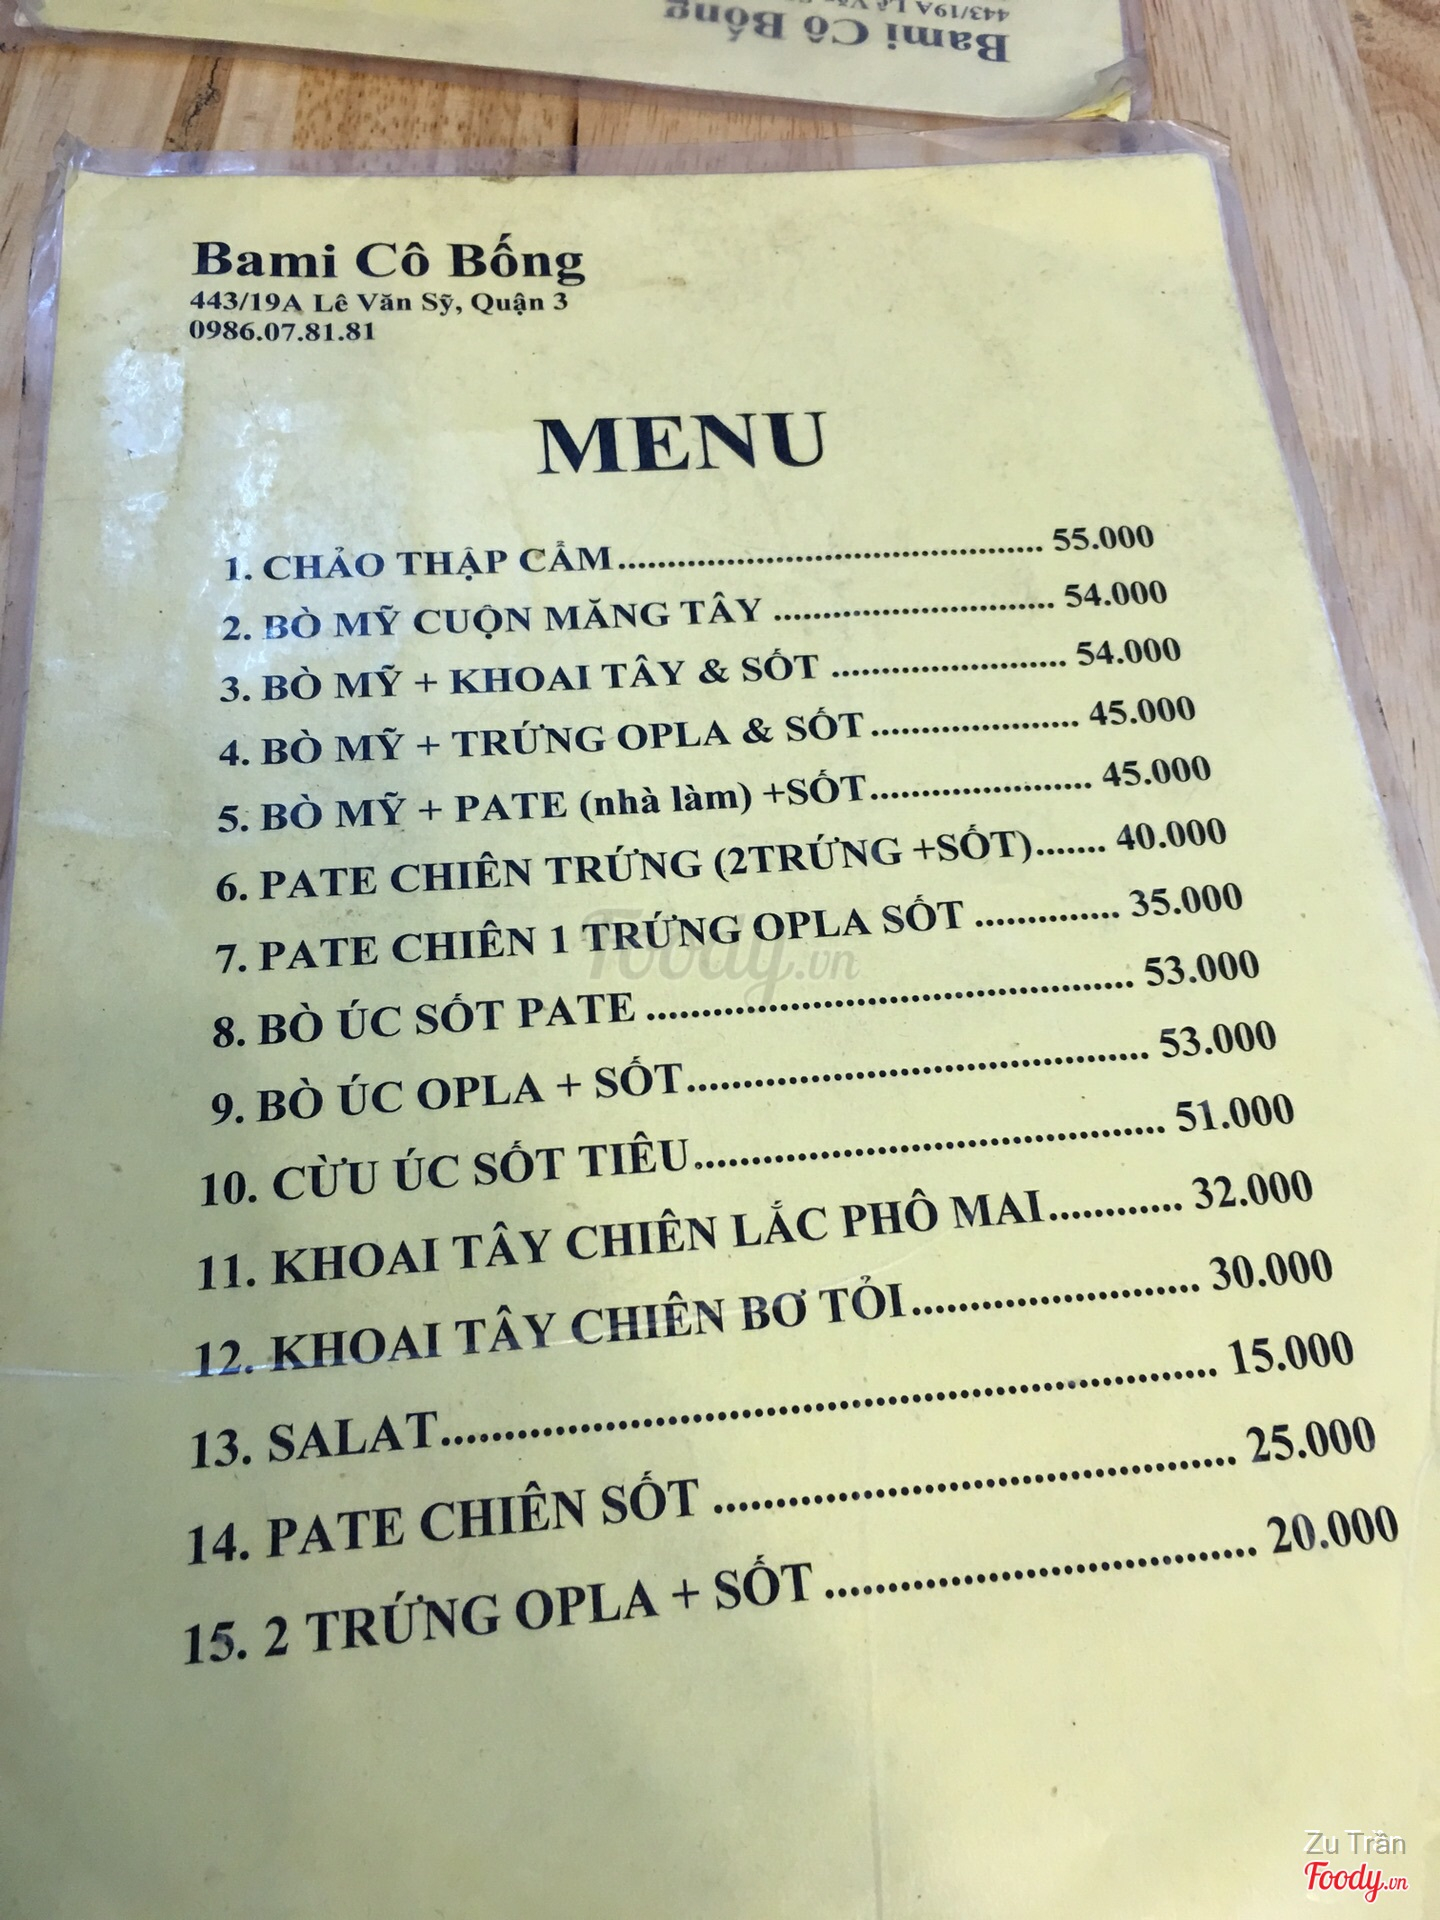 Bami Cô Bống
443/19A Lê Văn
Bami Cô Bống
443/19A Lê Văn Sỹ, Quận 3
0986.07.81.81
MENU
1. CHẢO THẬP CẨM............................................ 55.000
2. BÒ MỸ CUỘN MĂNG TÂY ............................. 54.000
3. BÒ MỸ + KHOAI TÂY & SỐT ........................ 54.000
4. BÒ MỸ + TRỨNG OPLA & SỐT..................... 45.000
5. BÒ MỸ + PATE (nhà làm) +SỐT...................... 45.000
6. PATE CHIÊN TRỨNG (2TRỨNG +SỐT)....... 40.000
7. PATE CHIÊN 1 TRỨNG OPLA SỐT .............. 35.000
8. BÒ ÚC SỐT PATE ............................................. 53.000
9. BÒ ÚC OPLA + SỐT.......................................... 53.000
10. CỪU ÚC SỐT TIÊU.......................................... 51.000
11. KHOAI TÂY CHIÊN LẮC PHÔ MAI............ 32.000
12. KHOAI TÂY CHIÊN BƠ TỎI........................ 30.000
13. SALAT.............................................................. 15.000
14. PATE CHIÊN SỐT .......................................... 25.000
15. 2 TRỨNG OPLA + SỐT .................................. 20.000
Foody.vn
Zu Trần
Foody.vn